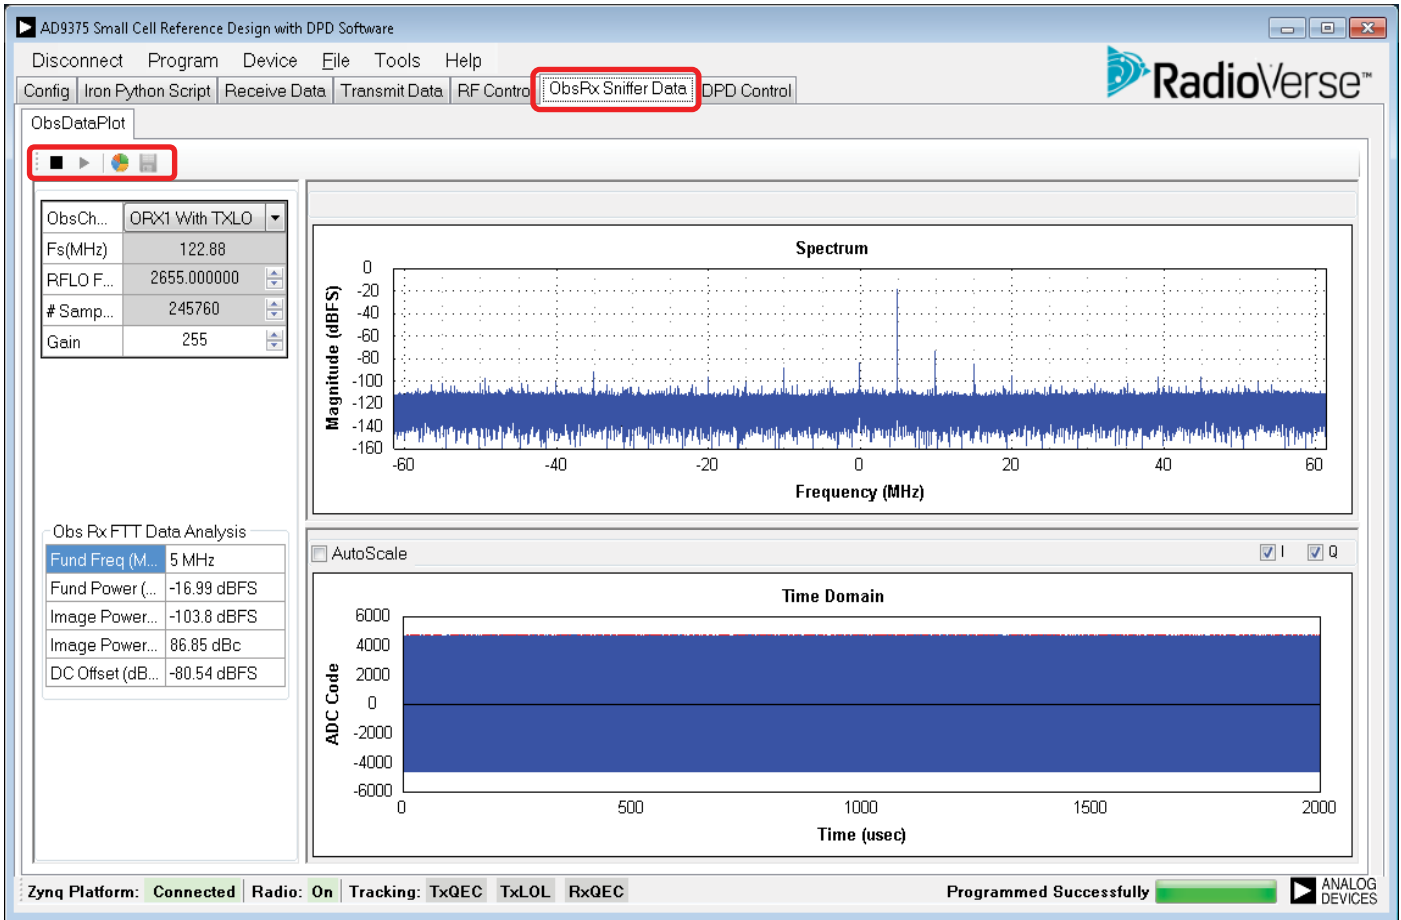 AD9375 Small Cell Reference Design with DPD Software
Disconnect Program Device File Tools Help
RadioVerse™
Config Iron Python Script Receive Data Transmit Data RF Contro ObsRx Sniffer Data DPD Control
ObsDataPlot
ObsCh... ORX1 With TXLO
Fs(MHz) 122.88
RFLO F... 2655.000000
# Samp... 245760
Gain 255
Spectrum
Magnitude (dBFS)
0
-20
-40
-60
-80
-100
-120
-140
-160
-60 -40 -20 0 20 40 60
Frequency (MHz)
Obs Rx FTT Data Analysis
Fund Freq (M... 5 MHz
Fund Power (... -16.99 dBFS
Image Power... -103.8 dBFS
Image Power... 86.85 dBc
DC Offset (dB... -80.54 dBFS
AutoScale I Q
Time Domain
ADC Code
6000
4000
2000
0
-2000
-4000
-6000
0 500 1000 1500 2000
Time (usec)
Zynq Platform: Connected Radio: On Tracking: TxQEC TxLOL RxQEC Programmed Successfully
ANALOG
DEVICES